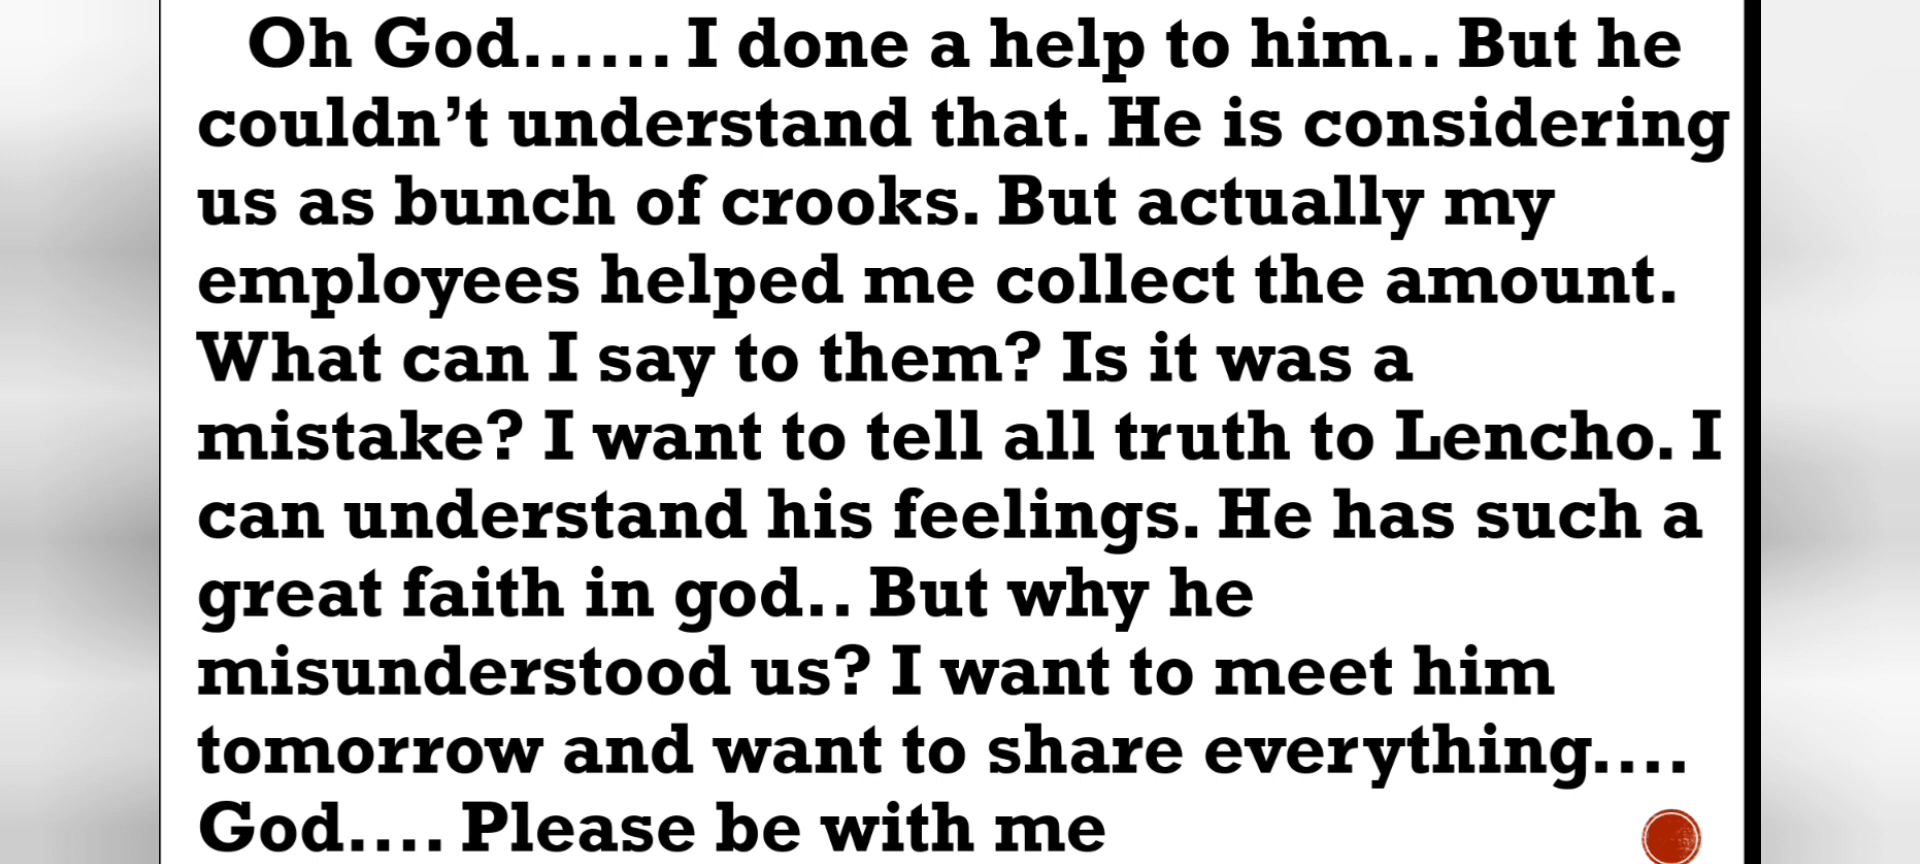 Oh God...... I done a help to him.. But he
couldn’t understand that. He is considering
us as bunch of crooks. But actually my
employees helped me collect the amount.
What can I say to them? Is it was a
mistake? I want to tell all truth to Lencho. I
can understand his feelings. He has such a
great faith in god.. But why he
misunderstood us? I want to meet him
tomorrow and want to share everything....
God.... Please be with me